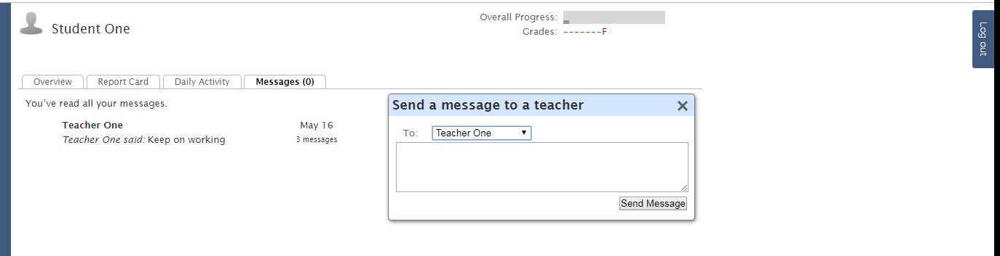 Student One
Overall Progress:
Grades: -------F
Log out
Overview Report Card Daily Activity Messages (0)
You've read all your messages.
Teacher One May 16
Teacher One said: Keep on working 3 messages
Send a message to a teacher
To: Teacher One
Send Message